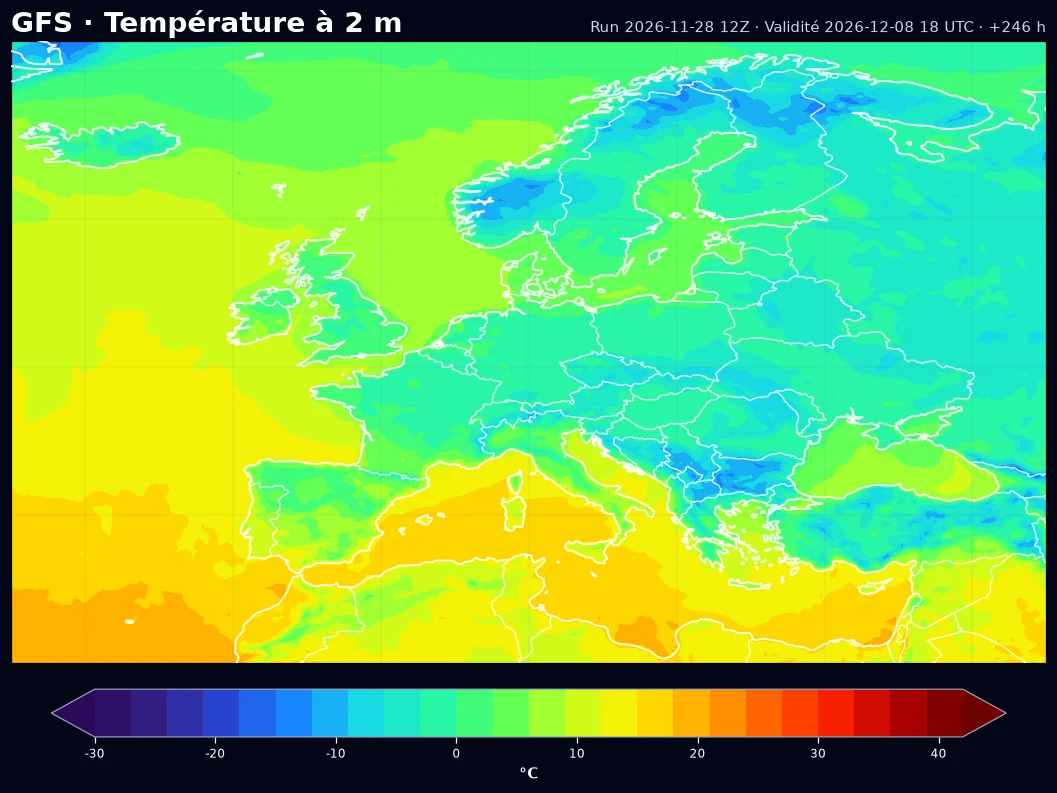 GFS · Température à 2 m
Run 2026-11-28 12Z · Validité 2026-12-08 18 UTC · +246 h
-30 -20 -10 0 10 20 30 40
°C